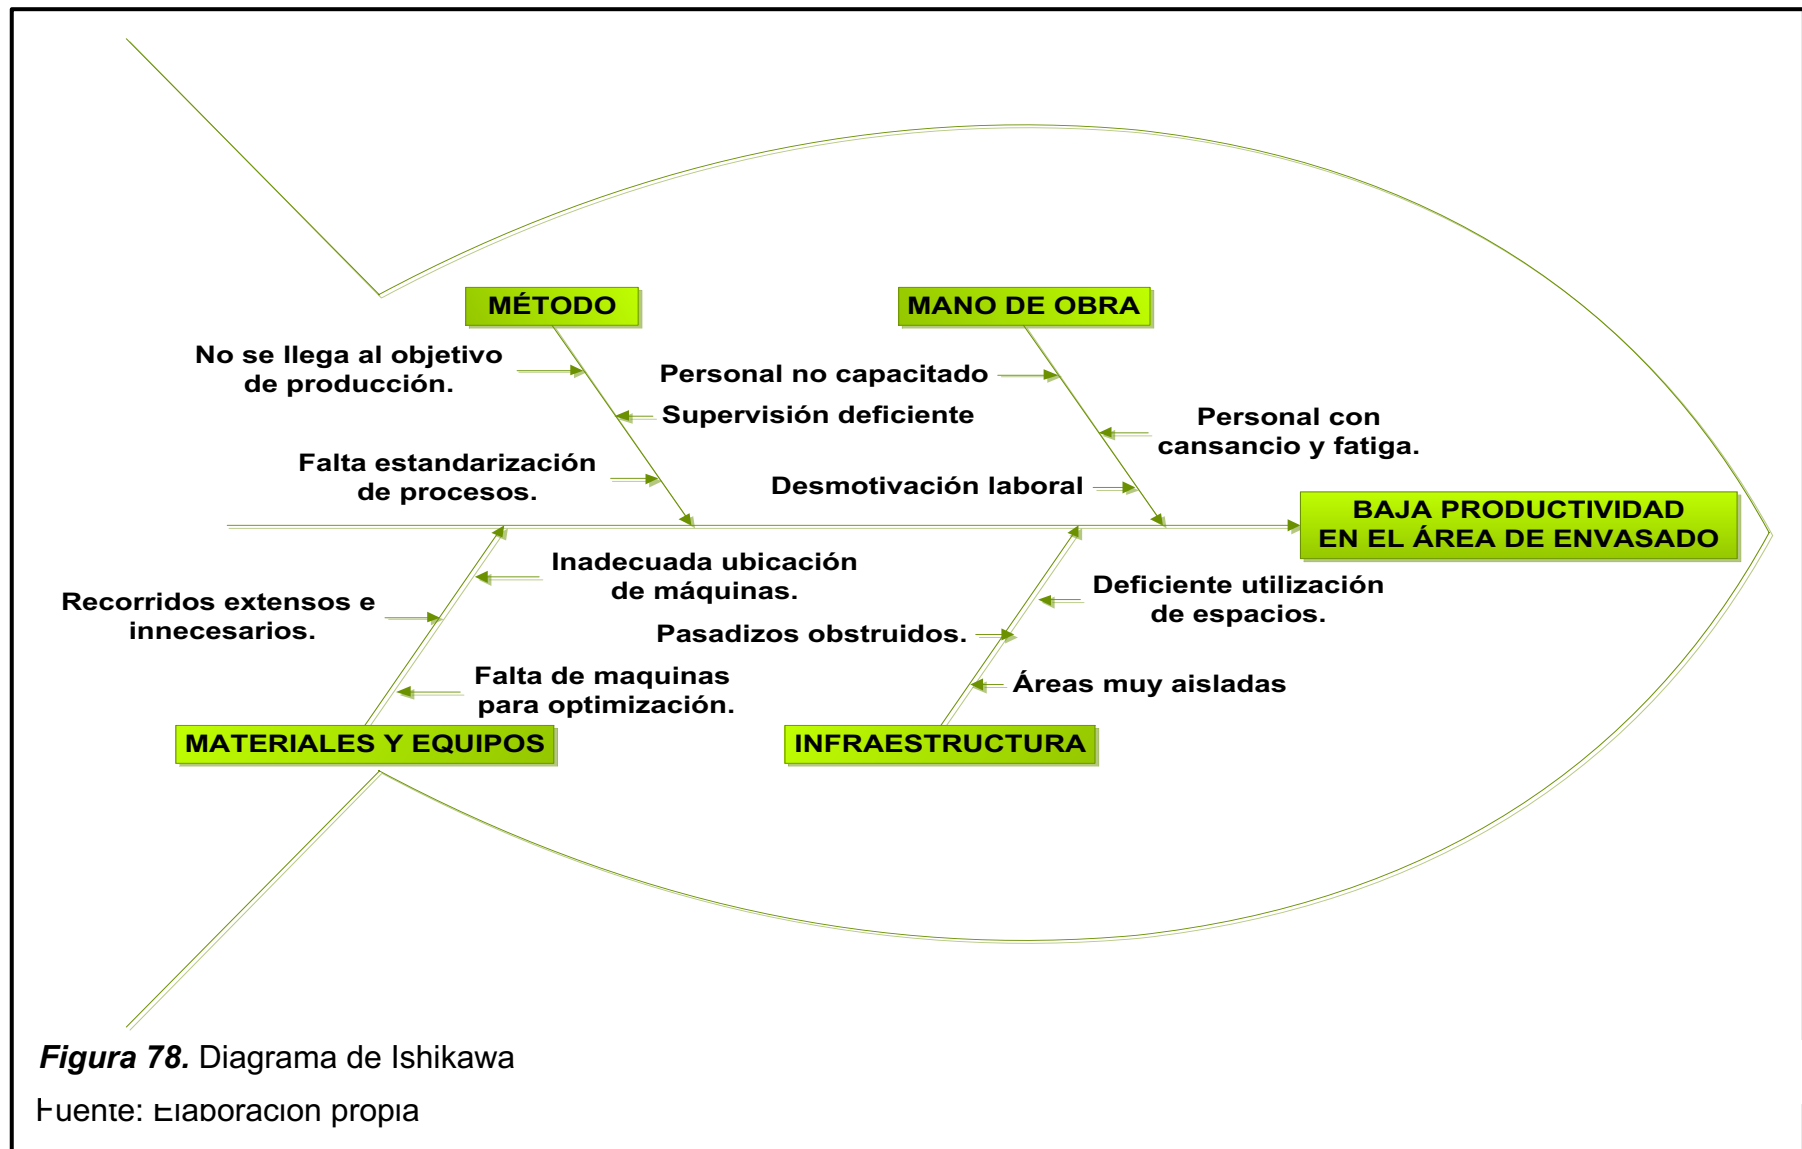 MÉTODO
MANO DE OBRA
No se llega al objetivo
de producción.
Personal no capacitado
Supervisión deficiente
Personal con
cansancio y fatiga.
Falta estandarización
de procesos.
Desmotivación laboral
BAJA PRODUCTIVIDAD
EN EL ÁREA DE ENVASADO
Inadecuada ubicación
de máquinas.
Deficiente utilización
de espacios.
Recorridos extensos e
innecesarios.
Pasadizos obstruidos.
Falta de maquinas
para optimización.
Áreas muy aisladas
MATERIALES Y EQUIPOS
INFRAESTRUCTURA
Figura 78. Diagrama de Ishikawa
Fuente: Elaboración propia